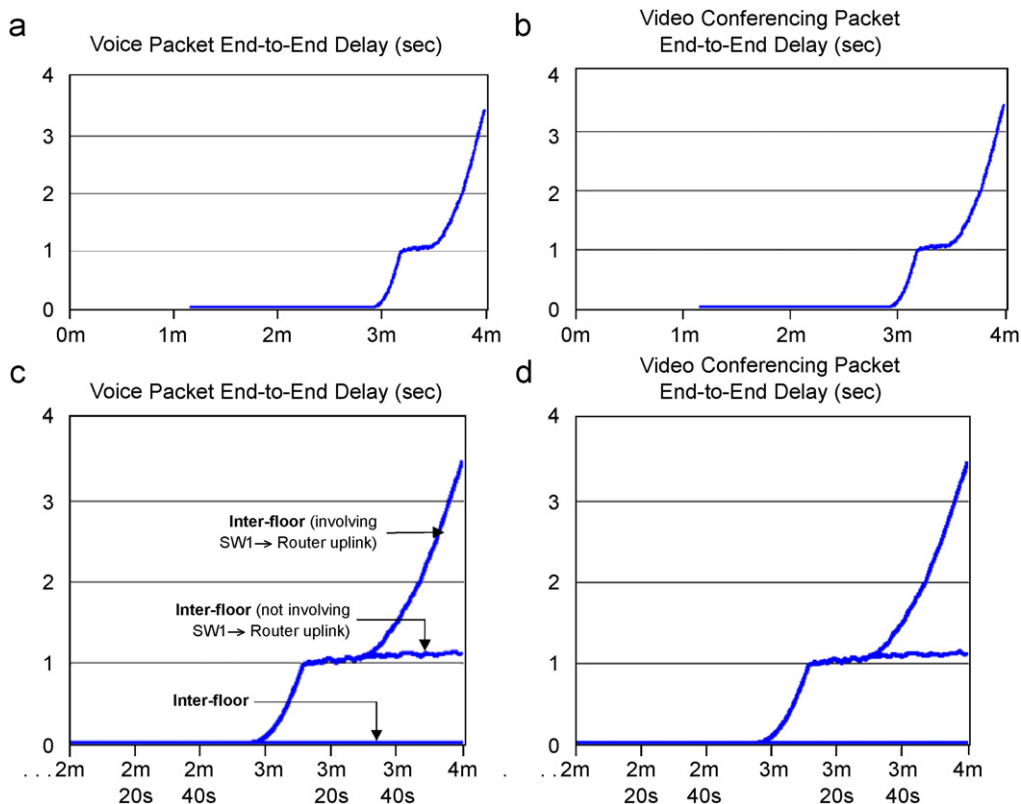 a
Voice Packet End-to-End Delay (sec)
4
3
2
1
0
0m 1m 2m 3m 4m
b
Video Conferencing Packet
End-to-End Delay (sec)
4
3
2
1
0
0m 1m 2m 3m 4m
c
Voice Packet End-to-End Delay (sec)
4
3
2
1
0
Inter-floor (involving
SW1→ Router uplink)
Inter-floor (not involving
SW1→ Router uplink)
Inter-floor
. . .2m 2m 2m 3m 3m 3m 4m .
20s 40s 20s 40s
d
Video Conferencing Packet
End-to-End Delay (sec)
4
3
2
1
0
. .2m 2m 2m 3m 3m 3m 4m
20s 40s 20s 40s